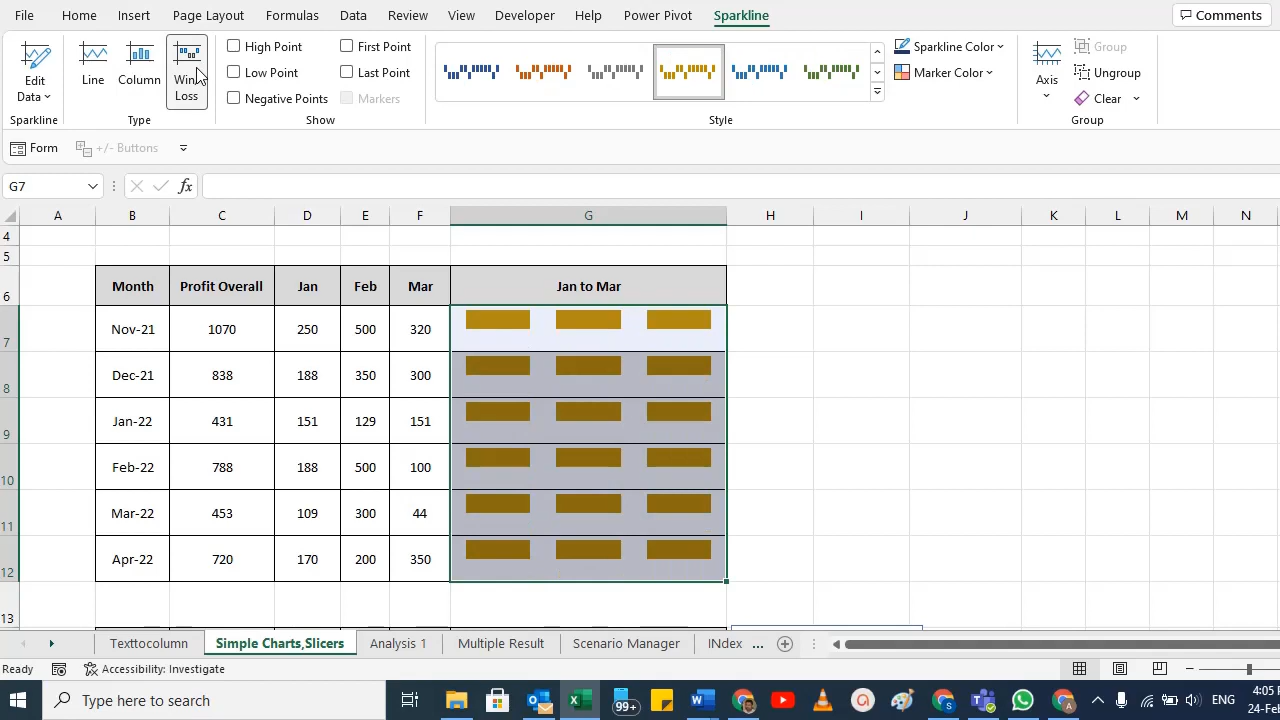 File Home Insert Page Layout Formulas Data Review View Developer Help Power Pivot Sparkline Comments
Edit Data
Line
Column
Win/ Loss
High Point
First Point
Low Point
Last Point
Negative Points
Markers
Sparkline Color
Marker Color
Axis
Group
Ungroup
Clear
Sparkline Type Show Style Group
Form +/- Buttons
G7 fx
A B C D E F G H I J K L M N
4
5
6 Month Profit Overall Jan Feb Mar Jan to Mar
7 Nov-21 1070 250 500 320
8 Dec-21 838 188 350 300
9 Jan-22 431 151 129 151
10 Feb-22 788 188 500 100
11 Mar-22 453 109 300 44
12 Apr-22 720 170 200 350
13
Texttocolumn Simple Charts,Slicers Analysis 1 Multiple Result Scenario Manager INdex ...
Ready Accessibility: Investigate
Type here to search 99+ ENG 4:05
24-Feb